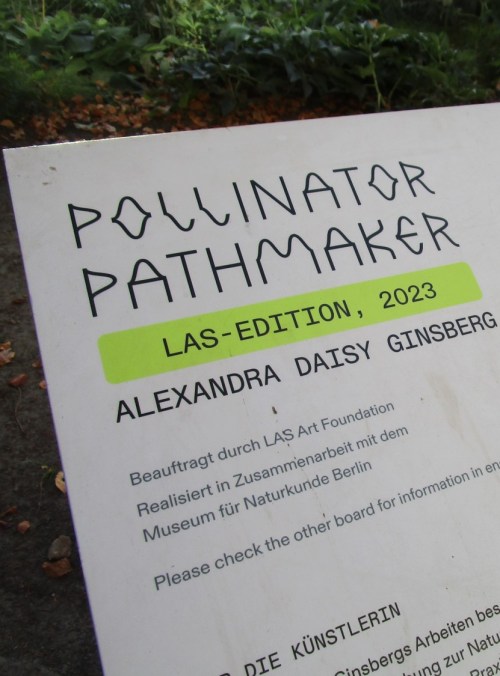 POLLINATOR
PATHMAKER
LAS-EDITION, 2023
ALEXANDRA DAISY GINSBERG
Beauftragt durch LAS Art Foundation
Realisiert in Zusammenarbeit mit dem
Museum für Naturkunde Berlin
Please check the other board for information in
DIE KÜNSTLERIN
Ginsbergs Arbeiten
zur